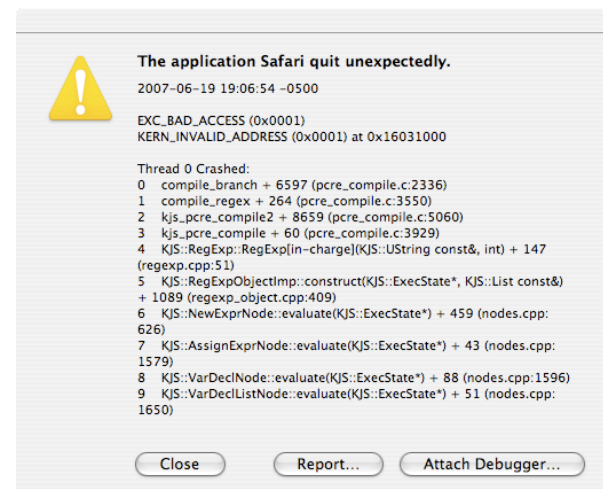 The application Safari quit unexpectedly.
2007-06-19 19:06:54 -0500
EXC_BAD_ACCESS (0x0001)
KERN_INVALID_ADDRESS (0x0001) at 0x16031000
Thread 0 Crashed:
0 compile_branch + 6597 (pcre_compile.c:2336)
1 compile_regex + 264 (pcre_compile.c:3550)
2 kjs_pcre_compile2 + 8659 (pcre_compile.c:5060)
3 kjs_pcre_compile + 60 (pcre_compile.c:3929)
4 KJS::RegExp::RegExp[in-charge](KJS::UString const&, int) + 147
(regexp.cpp:51)
5 KJS::RegExpObjectImp::construct(KJS::ExecState*, KJS::List const&)
+ 1089 (regexp_object.cpp:409)
6 KJS::NewExprNode::evaluate(KJS::ExecState*) + 459 (nodes.cpp:
626)
7 KJS::AssignExprNode::evaluate(KJS::ExecState*) + 43 (nodes.cpp:
1579)
8 KJS::VarDeclNode::evaluate(KJS::ExecState*) + 88 (nodes.cpp:1596)
9 KJS::VarDeclListNode::evaluate(KJS::ExecState*) + 51 (nodes.cpp:
1650)
Close Report... Attach Debugger...